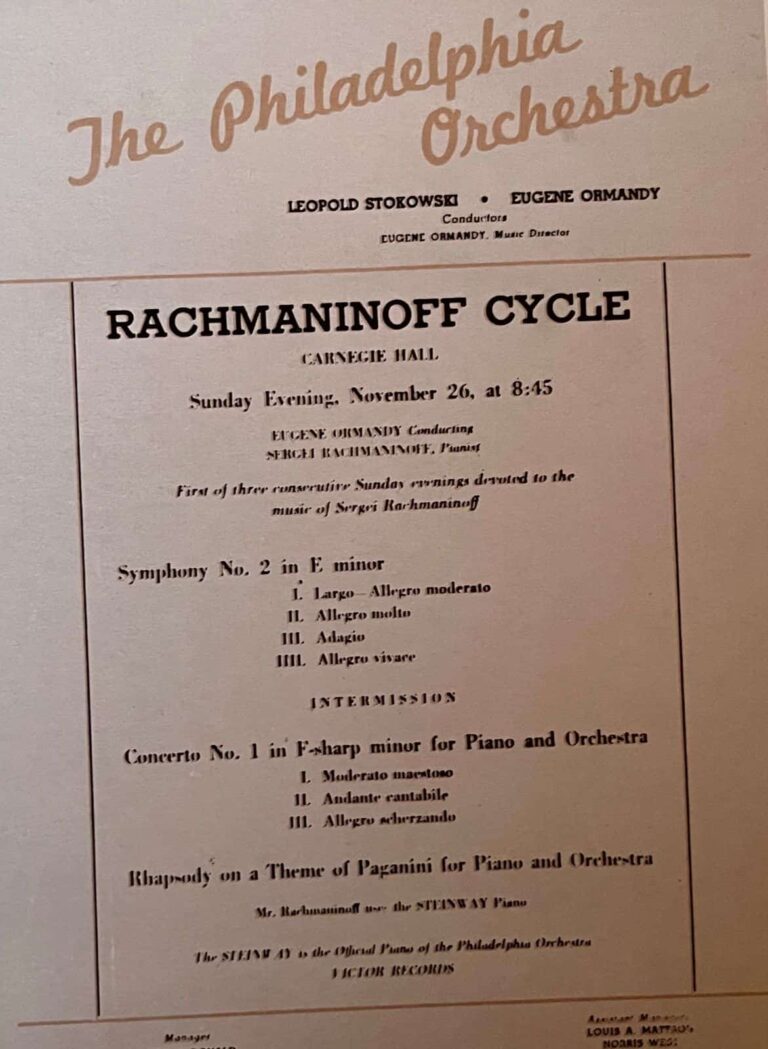 The Philadelphia
Orchestra
LEOPOLD STOKOWSKI • EUGENE ORMANDY
Conductors
EUGENE ORMANDY, Music Director
RACHMANINOFF CYCLE
CARNEGIE HALL
Sunday Evening, November 26, at 8:45
EUGENE ORMANDY Conducting
SERGEI RACHMANINOFF, Pianist
First of three consecutive Sunday evenings devoted to the
music of Sergei Rachmaninoff
Symphony No. 2 in E minor
I. Largo—Allegro moderato
II. Allegro molto
III. Adagio
IIII. Allegro vivace
INTERMISSION
Concerto No. 1 in F-sharp minor for Piano and Orchestra
I. Moderato maestoso
II. Andante cantabile
III. Allegro scherzando
Rhapsody on a Theme of Paganini for Piano and Orchestra
Mr. Rachmaninoff uses the STEINWAY Piano
The STEINWAY is the Official Piano of the Philadelphia Orchestra
VICTOR RECORDS
Manager
Assistant Managers
LOUIS A. 
NORRIS WEST